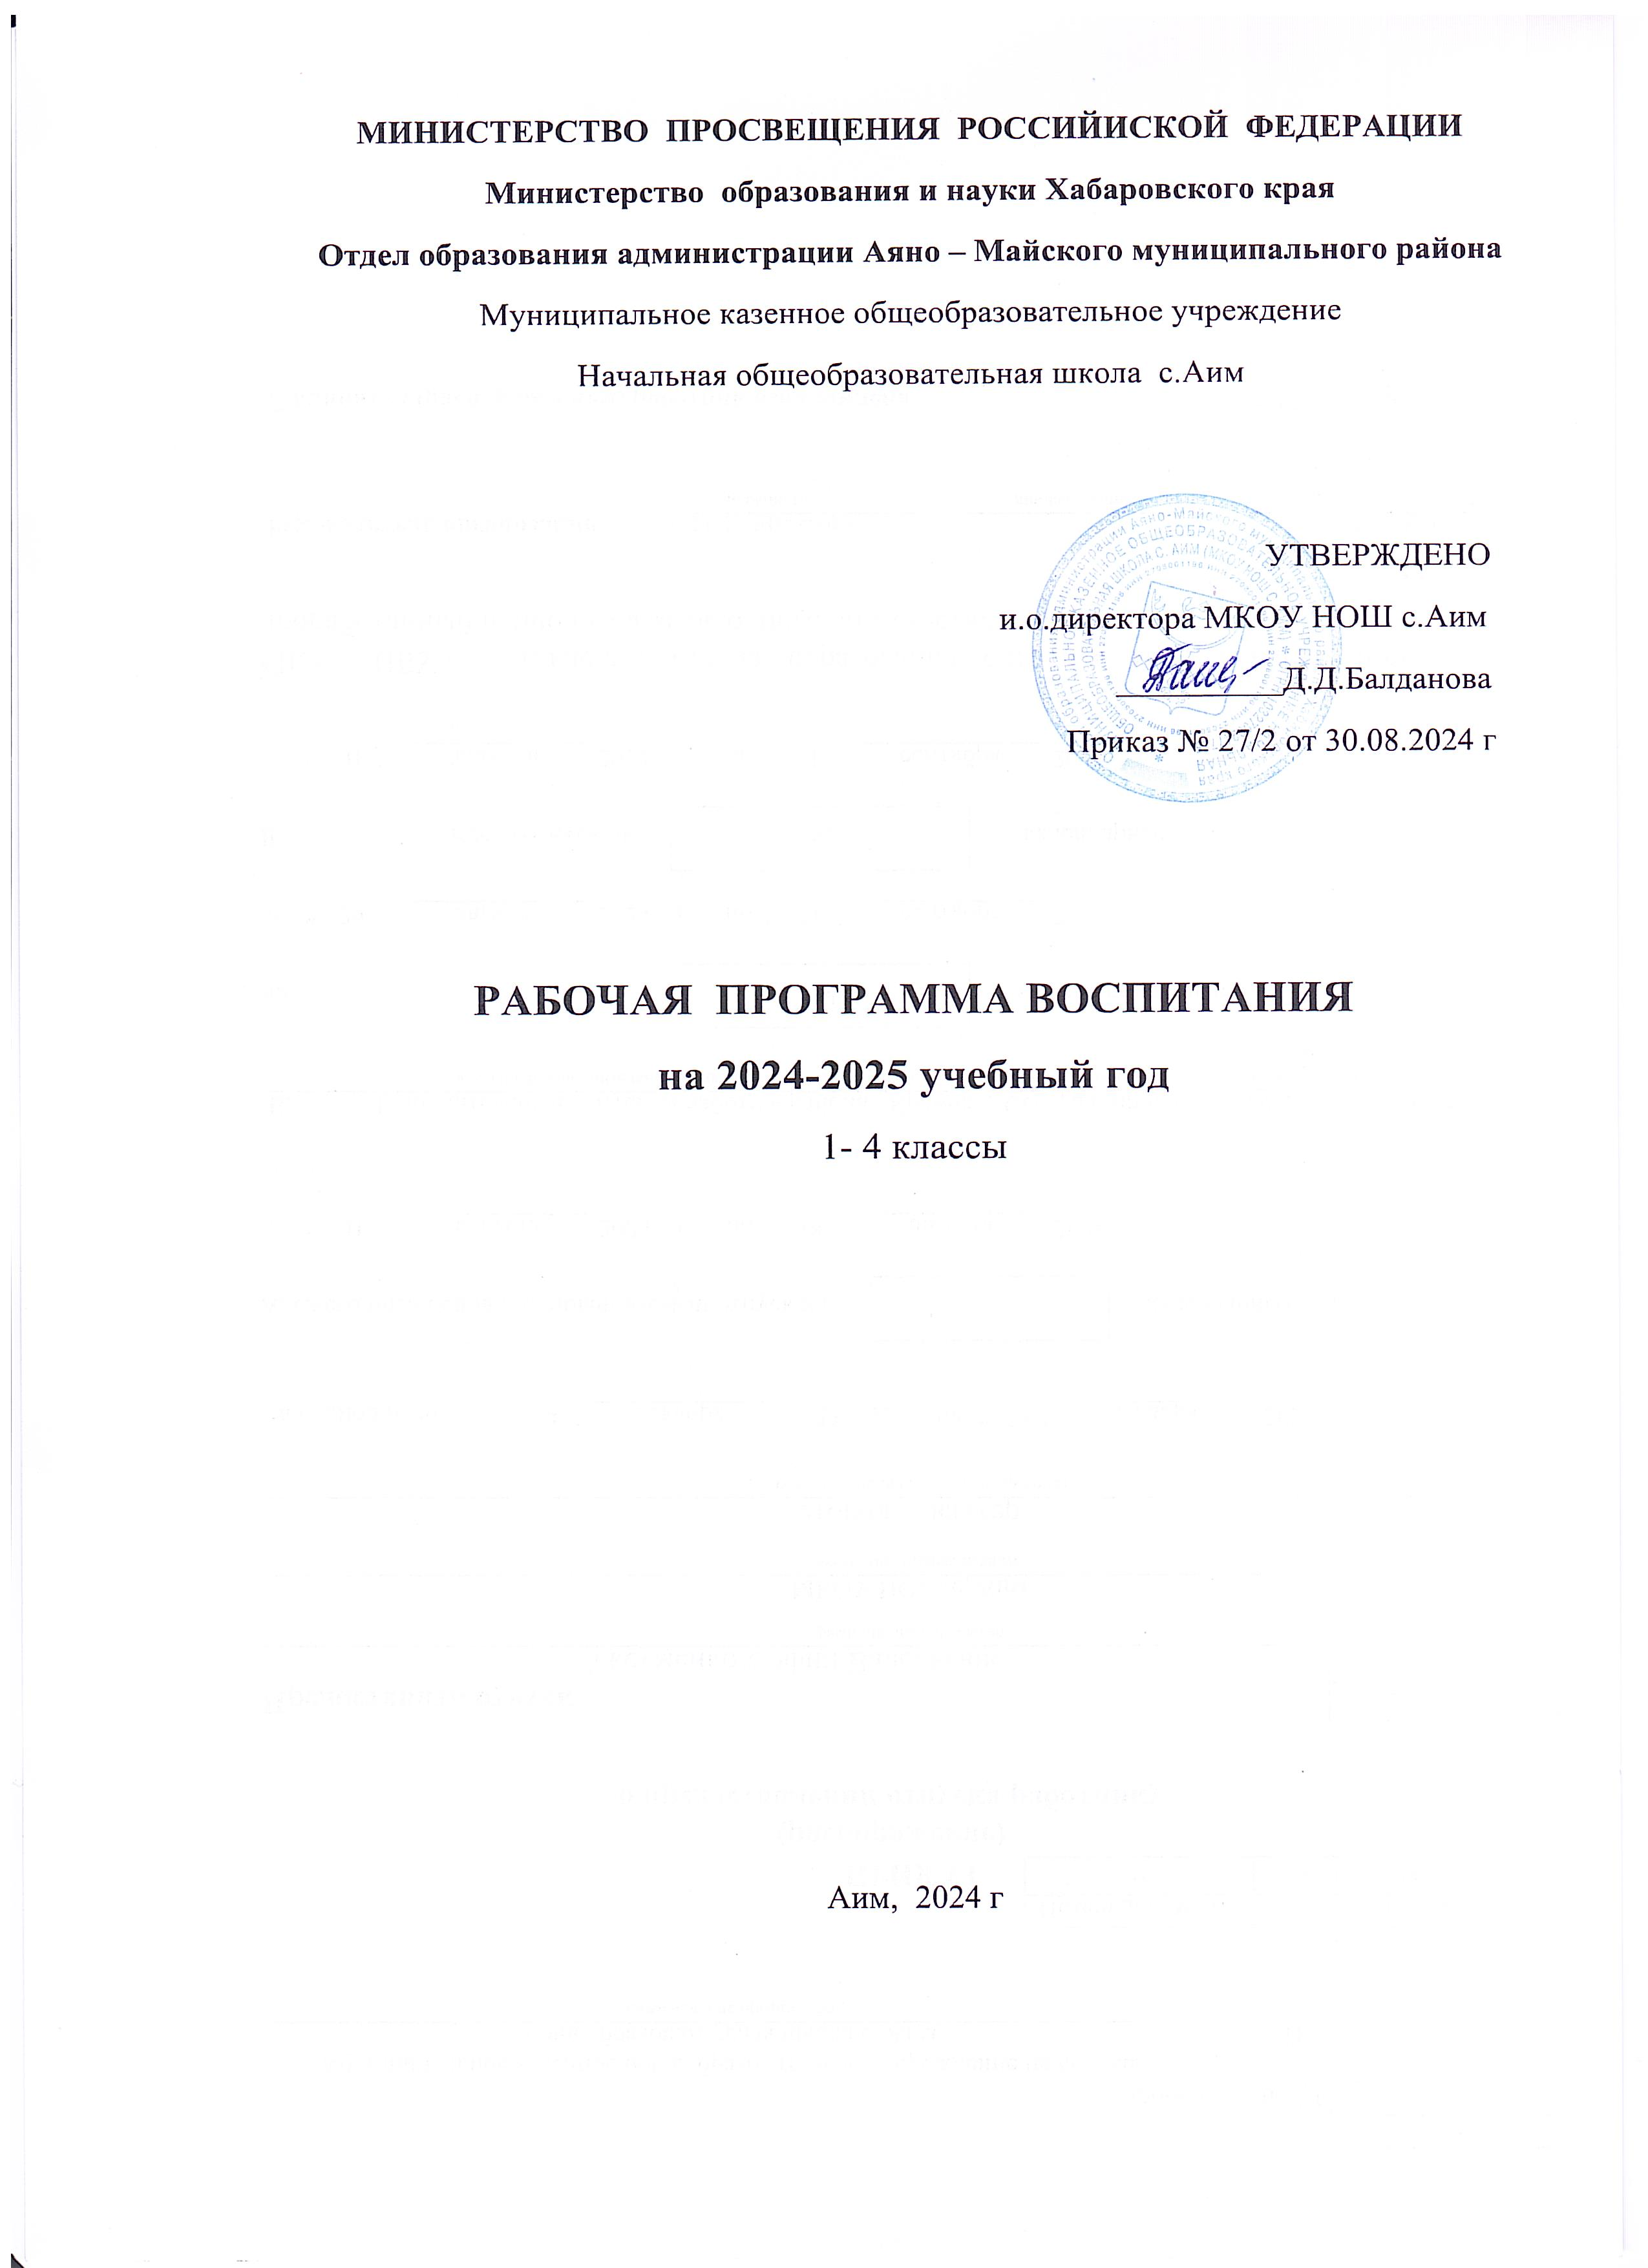 МИНИСТЕРСТВО ПРОСВЕЩЕНИЯ РОССИЙИСКОЙ ФЕДЕРАЦИИ
Министерство образования и науки Хабаровского края
Отдел образования администрации Аяно – Майского муниципального района
Муниципальное казенное общеобразовательное учреждение
Начальная общеобразовательная школа с.Аим
УТВЕРЖДЕНО
и.о.директора МКОУ НОШ с.Аим
Д.Д.Балданова
Приказ № 27/2 от 30.08.2024 г
РАБОЧАЯ ПРОГРАММА ВОСПИТАНИЯ
на 2024-2025 учебный год
1- 4 классы
Аим, 2024 г